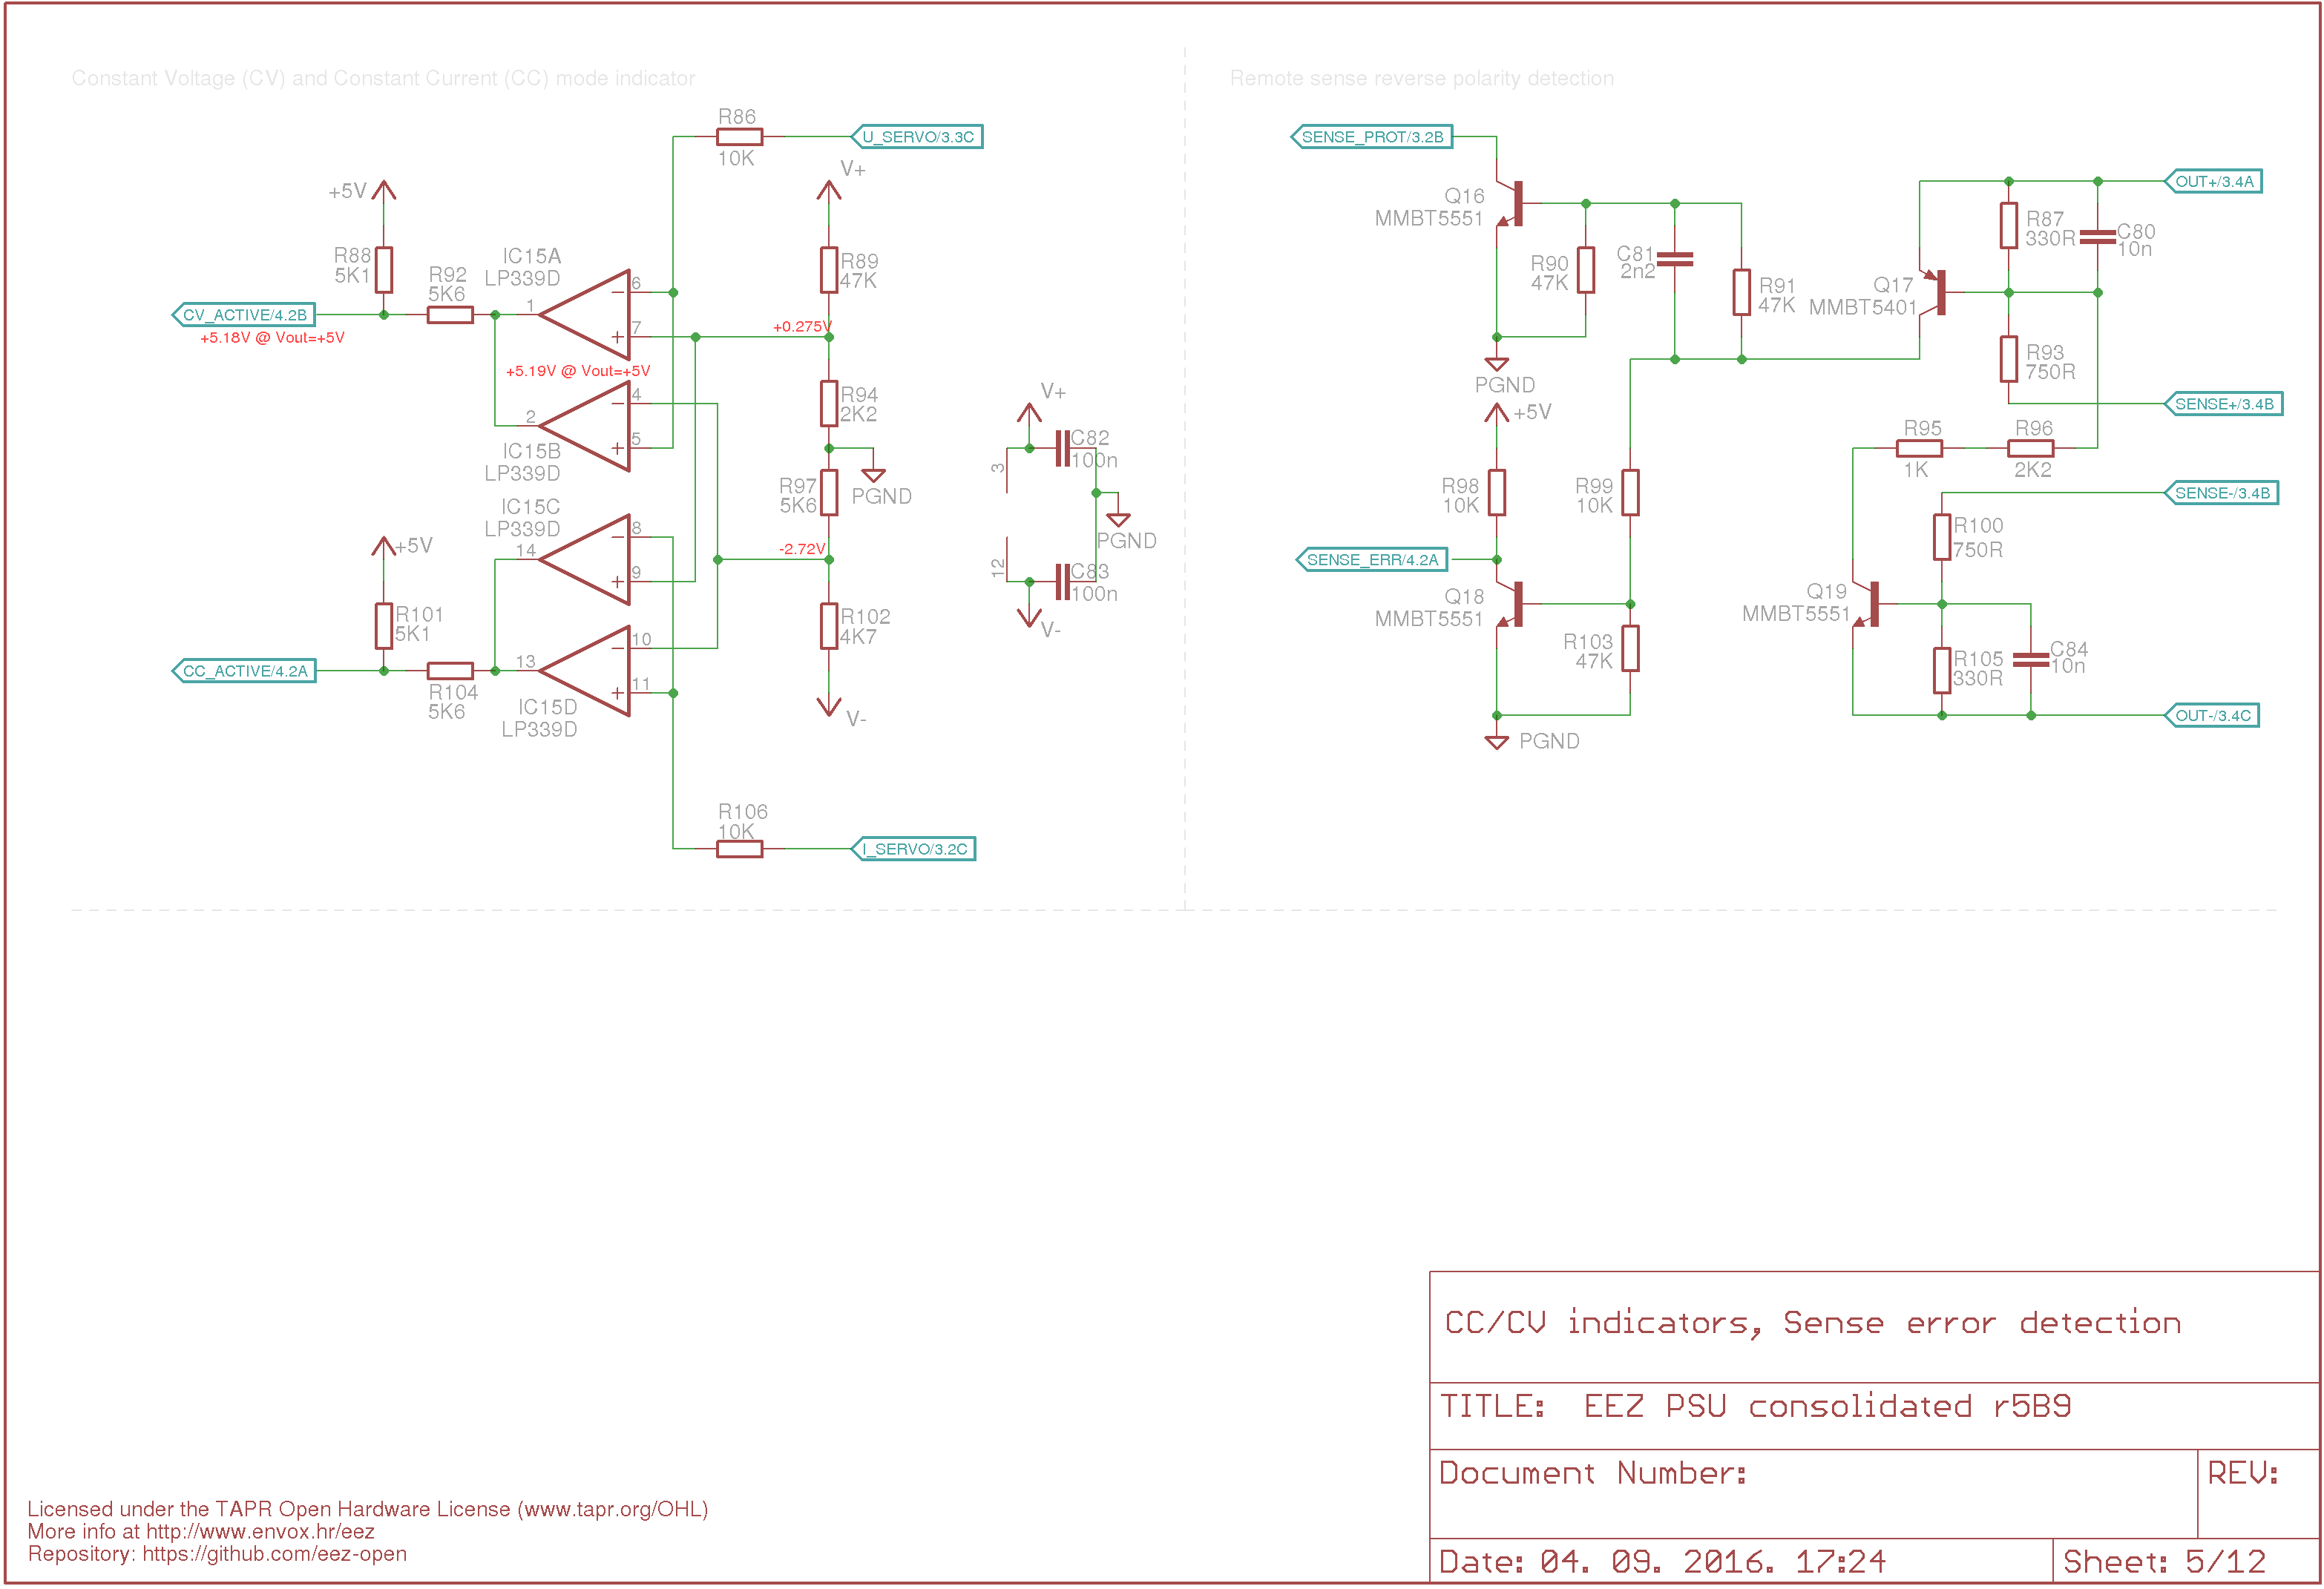 Constant Voltage (CV) and Constant Current (CC) mode indicator
R86
10K
U_SERVO/3.3C
V+
+5V
R88
5K1
R92
5K6
IC15A
LP339D
6
1
7
R89
47K
CV_ACTIVE/4.2B
+5.18V @ Vout=+5V
+0.275V
+5.19V @ Vout=+5V
4
2
5
IC15B
LP339D
R94
2K2
PGND
R97
5K6
V+
C82
100n
3
PGND
12
C83
100n
V-
IC15C
LP339D
8
14
9
-2.72V
+5V
R101
5K1
R102
4K7
10
13
11
CC_ACTIVE/4.2A
R104
5K6
IC15D
LP339D
V-
R106
10K
I_SERVO/3.2C
Remote sense reverse polarity detection
SENSE_PROT/3.2B
Q16
MMBT5551
R90
47K
C81
2n2
R91
47K
Q17
MMBT5401
R87
330R
C80
10n
OUT+/3.4A
R93
750R
SENSE+/3.4B
PGND
+5V
R95
1K
R96
2K2
R98
10K
R99
10K
SENSE-/3.4B
R100
750R
SENSE_ERR/4.2A
Q18
MMBT5551
R103
47K
Q19
MMBT5551
R105
330R
C84
10n
OUT-/3.4C
PGND
CC/CV indicators, Sense error detection
TITLE: EEZ PSU consolidated r5B9
Document Number:
REV:
Date: 04. 09. 2016. 17:24
Sheet: 5/12
Licensed under the TAPR Open Hardware License (www.tapr.org/OHL)
More info at http://www.envox.hr/eez
Repository: https://github.com/eez-open